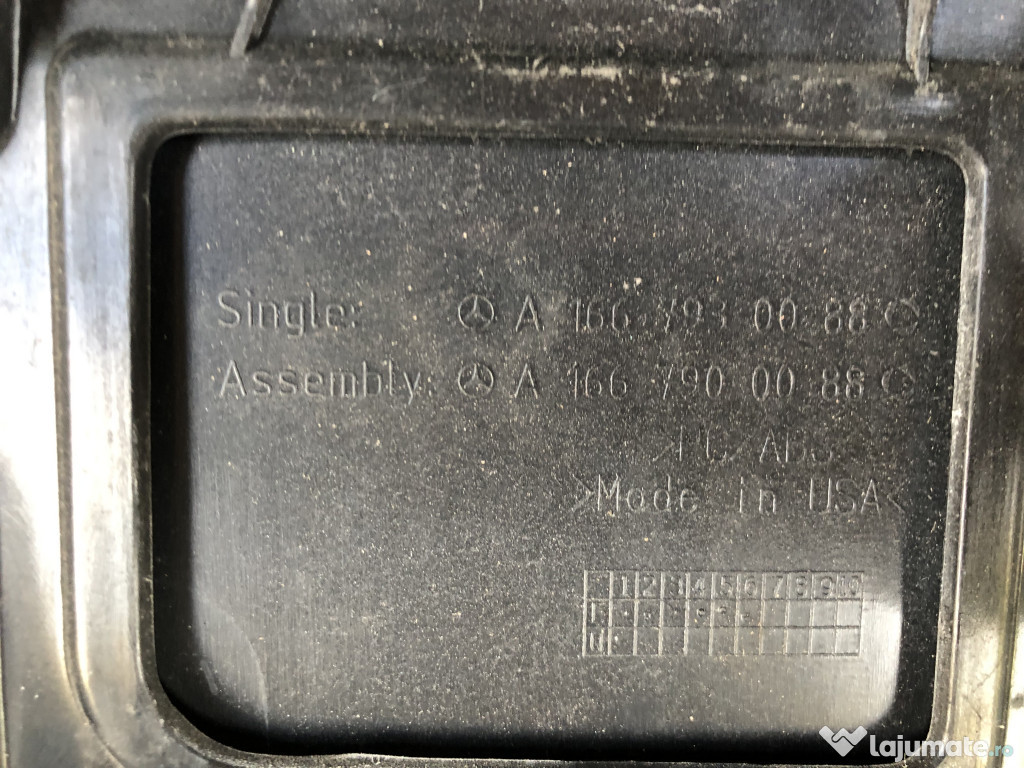 Single: A 166 793 00 88
Assembly: A 166 790 00 88
ABS
>Made in USA<
1 2 3 4 5 6 7 8 9 10
lajumate.ro